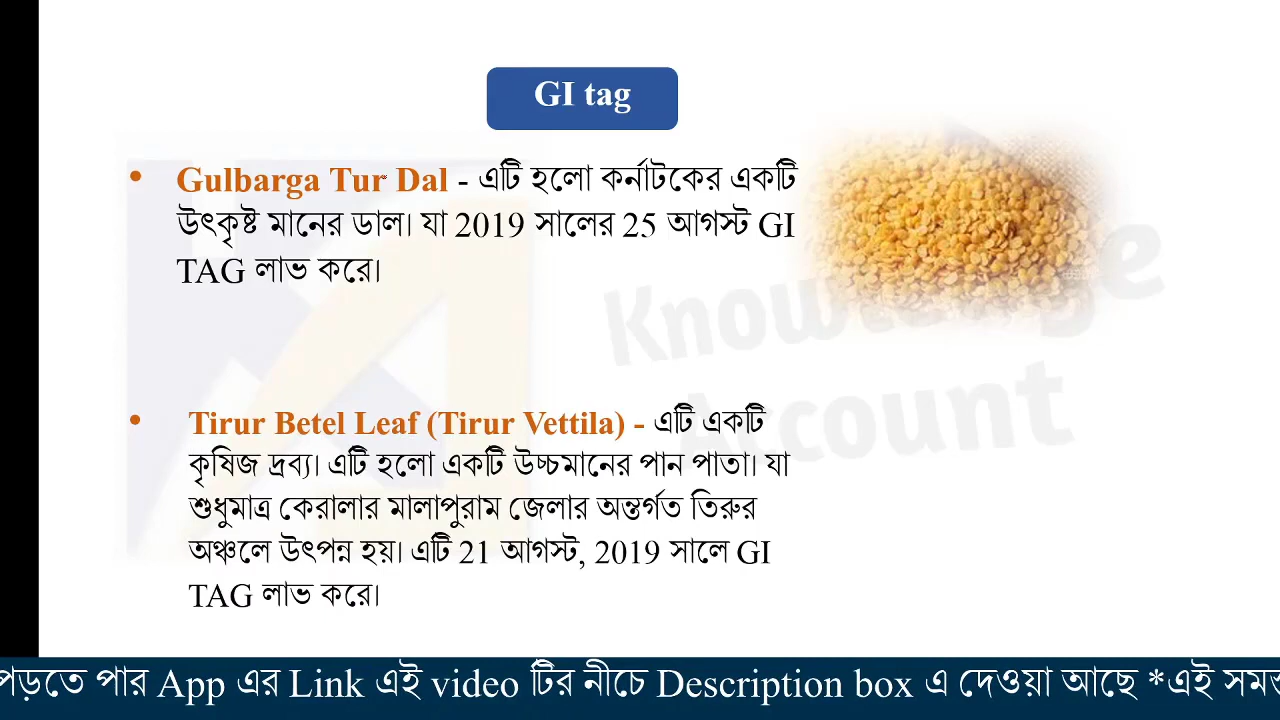 GI tag
• Gulbarga Tur Dal - এটি হলো কর্নাটকের একটি
উৎকৃষ্ট মানের ডাল। যা 2019 সালের 25 আগস্ট GI
TAG লাভ করে।
Knowledge
Account
• Tirur Betel Leaf (Tirur Vettila) - এটি একটি
কৃষিজ দ্রব্য। এটি হলো একটি উচ্চমানের পান পাতা। যা
শুধুমাত্র কেরালার মালাপুরাম জেলার অন্তর্গত তিরুর
অঞ্চলে উৎপন্ন হয়। এটি 21 আগস্ট, 2019 সালে GI
TAG লাভ করে।
পড়তে পার App এর Link এই video টির নীচে Description box এ দেওয়া আছে *এই